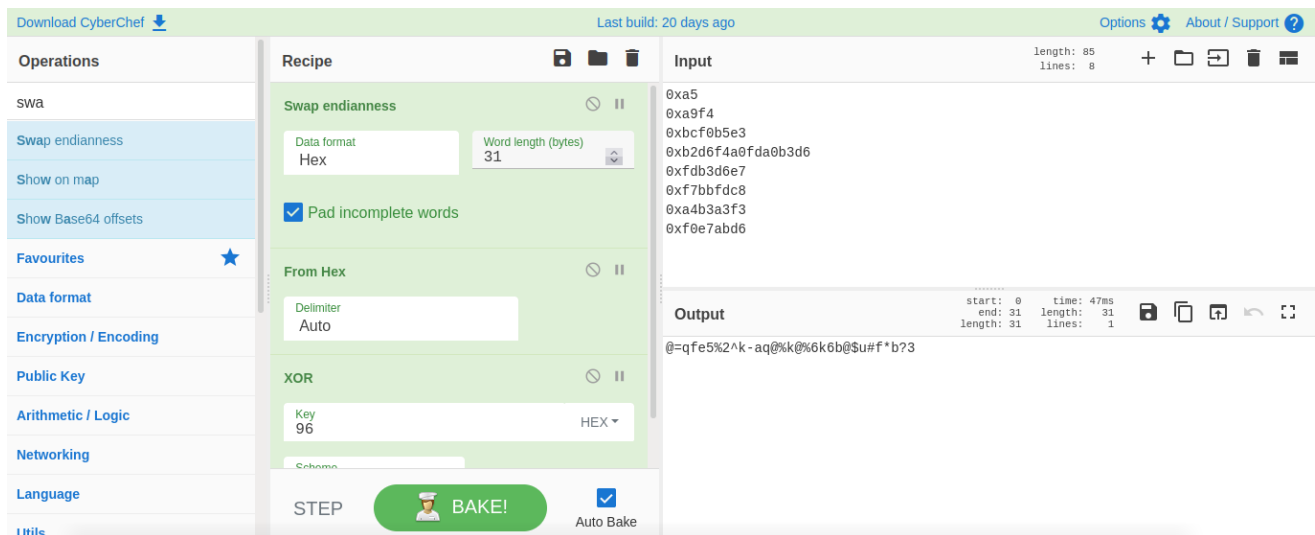 Download CyberChef
Last build: 20 days ago
Options
About / Support
Operations
swa
Swap endianness
Show on map
Show Base64 offsets
Favourites
Data format
Encryption / Encoding
Public Key
Arithmetic / Logic
Networking
Language
Utils
Recipe
Swap endianness
Data format
Hex
Word length (bytes)
31
Pad incomplete words
From Hex
Delimiter
Auto
XOR
Key
96
HEX
Scheme
STEP
BAKE!
Auto Bake
Input
length: 85
lines: 8
0xa5
0xa9f4
0xbcf0b5e3
0xb2d6f4a0fda0b3d6
0xfdb3d6e7
0xf7bbfdc8
0xa4b3a3f3
0xf0e7abd6
Output
start: 0 time: 47ms
end: 31 length: 31
length: 31 lines: 1
@=qfe5%2^k-aq@%k@%6k6b@$u#f*b?3